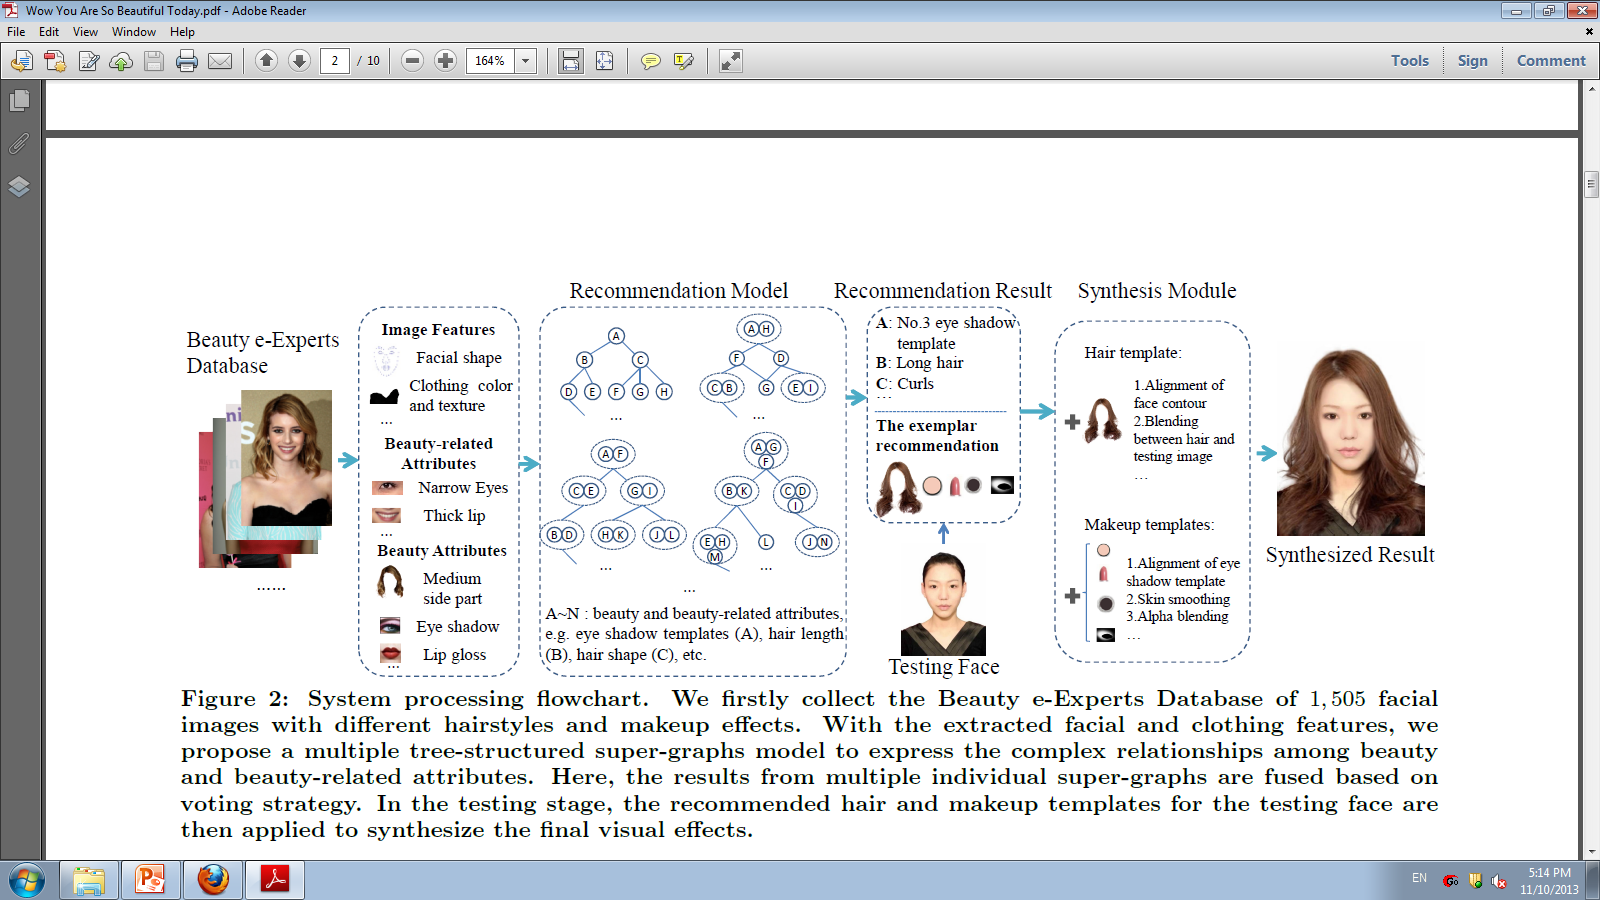 Wow You Are So Beautiful Today.pdf - Adobe Reader
File Edit View Window Help
2 / 10 164% Tools Sign Comment
Recommendation Model Recommendation Result Synthesis Module
Beauty e-Experts
Database
......
Image Features
Facial shape
Clothing color
and texture
...
Beauty-related
Attributes
Narrow Eyes
Thick lip
...
Beauty Attributes
Medium
side part
Eye shadow
Lip gloss
...
A
B C
D E F G H
...
A H
F D
C B G E I
...
A F
C E G I
B D H K J L
...
A G
F
B K C D
I
E H L J N
M
...
...
A~N : beauty and beauty-related attributes,
e.g. eye shadow templates (A), hair length
(B), hair shape (C), etc.
A: No.3 eye shadow
template
B: Long hair
C: Curls
...
The exemplar
recommendation
Testing Face
Hair template:
1.Alignment of
face contour
2.Blending
between hair and
testing image
...
Makeup templates:
1.Alignment of eye
shadow template
2.Skin smoothing
3.Alpha blending
...
Synthesized Result
Figure 2: System processing flowchart. We firstly collect the Beauty e-Experts Database of 1,505 facial
images with different hairstyles and makeup effects. With the extracted facial and clothing features, we
propose a multiple tree-structured super-graphs model to express the complex relationships among beauty
and beauty-related attributes. Here, the results from multiple individual super-graphs are fused based on
voting strategy. In the testing stage, the recommended hair and makeup templates for the testing face are
then applied to synthesize the final visual effects.
EN
5:14 PM
11/10/2013